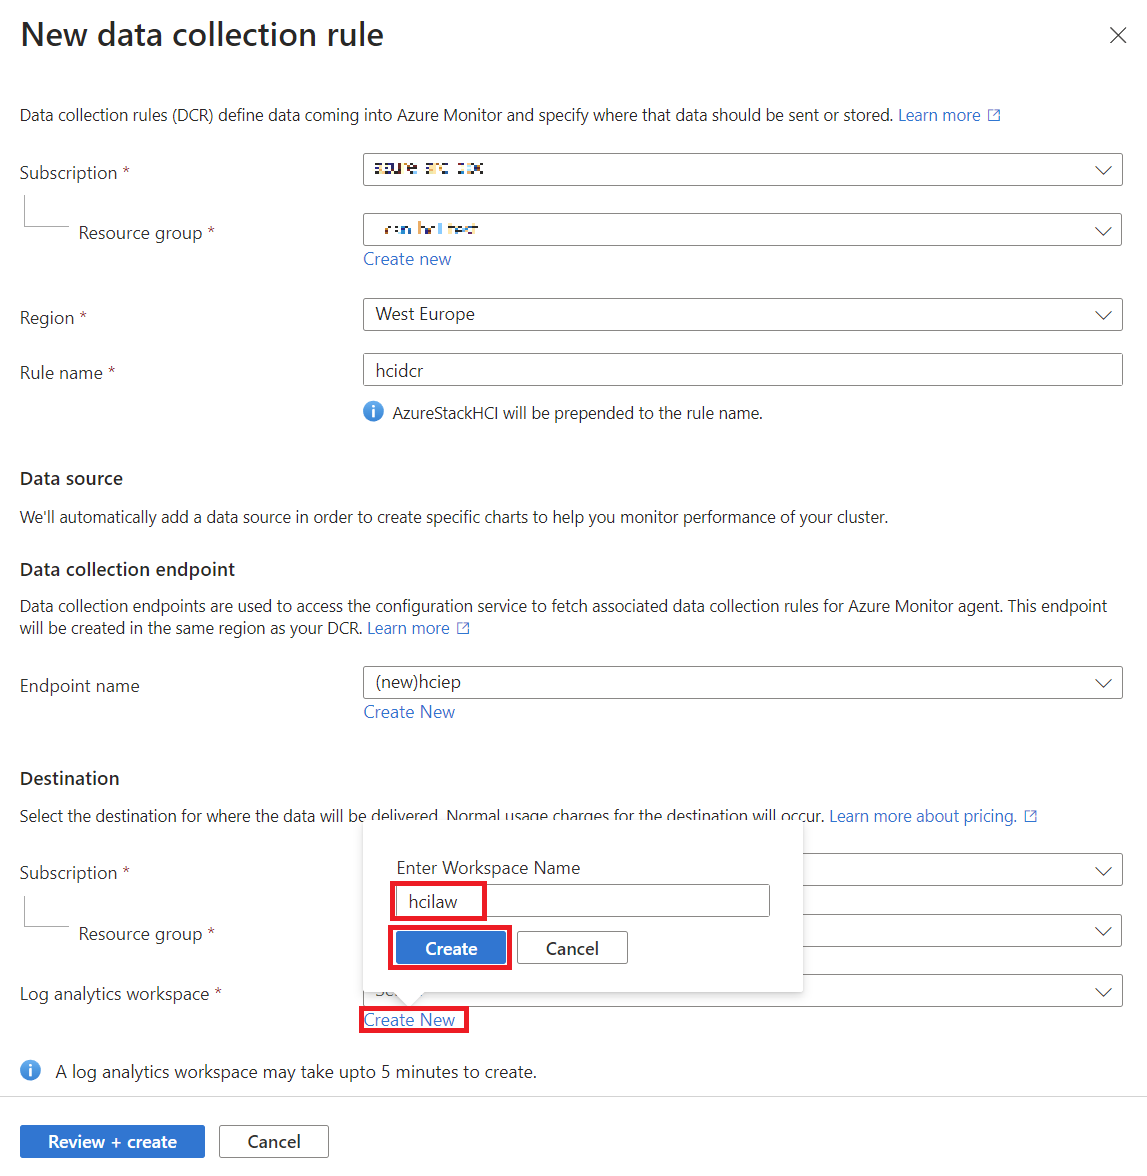 New data collection rule
Data collection rules (DCR) define data coming into Azure Monitor and specify where that data should be sent or stored. Learn more
Subscription *
Resource group *
Create new
Region *
West Europe
Rule name *
hcidcr
AzureStackHCI will be prepended to the rule name.
Data source
We'll automatically add a data source in order to create specific charts to help you monitor performance of your cluster.
Data collection endpoint
Data collection endpoints are used to access the configuration service to fetch associated data collection rules for Azure Monitor agent. This endpoint
will be created in the same region as your DCR. Learn more
Endpoint name
(new)hciep
Create New
Destination
Select the destination for where the data will be delivered. Normal usage charges for the destination will occur. Learn more about pricing.
Enter Workspace Name
Subscription *
hcilaw
Resource group *
Create
Cancel
Log analytics workspace *
Create New
A log analytics workspace may take upto 5 minutes to create.
Review + create
Cancel